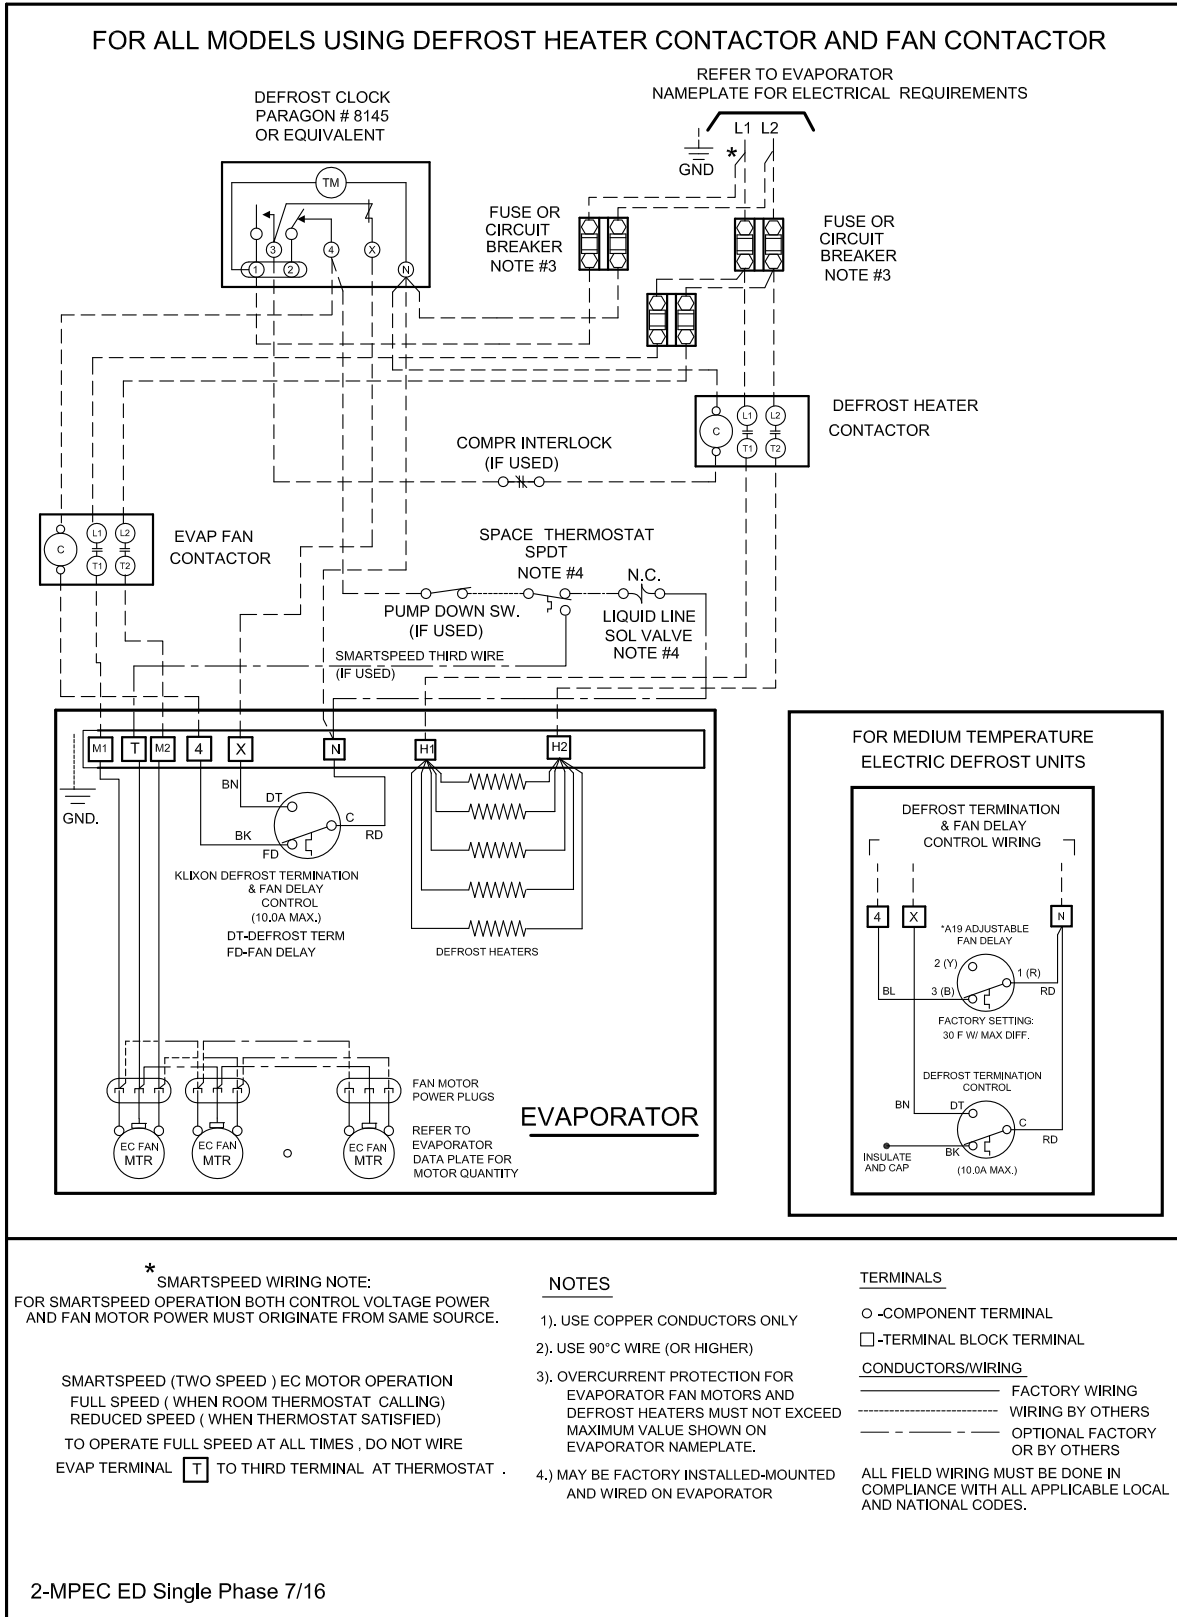 FOR ALL MODELS USING DEFROST HEATER CONTACTOR AND FAN CONTACTOR
REFER TO EVAPORATOR
NAMEPLATE FOR ELECTRICAL REQUIREMENTS
DEFROST CLOCK
PARAGON # 8145
OR EQUIVALENT
L1 L2
*
GND
TM
3 4 X
1 2 N
FUSE OR
CIRCUIT
BREAKER
NOTE #3
FUSE OR
CIRCUIT
BREAKER
NOTE #3
DEFROST HEATER
CONTACTOR
C L1 L2
T1 T2
COMPR INTERLOCK
(IF USED)
EVAP FAN
CONTACTOR
C L1 L2
T1 T2
SPACE THERMOSTAT
SPDT
NOTE #4
N.C.
PUMP DOWN SW.
(IF USED)
LIQUID LINE
SOL VALVE
NOTE #4
SMARTSPEED THIRD WIRE
(IF USED)
M1 T M2 4 X N H1 H2
GND.
BN
DT
C
RD
BK
FD
KLIXON DEFROST TERMINATION
& FAN DELAY
CONTROL
(10.0A MAX.)
DT-DEFROST TERM
FD-FAN DELAY
DEFROST HEATERS
FAN MOTOR
POWER PLUGS
EVAPORATOR
REFER TO
EVAPORATOR
DATA PLATE FOR
MOTOR QUANTITY
EC FAN
MTR
EC FAN
MTR
EC FAN
MTR
FOR MEDIUM TEMPERATURE
ELECTRIC DEFROST UNITS
DEFROST TERMINATION
& FAN DELAY
CONTROL WIRING
4 X N
*A19 ADJUSTABLE
FAN DELAY
2 (Y)
1 (R)
BL
3 (B)
RD
FACTORY SETTING:
30 F W/ MAX DIFF.
DEFROST TERMINATION
CONTROL
BN
DT
C
RD
BK
INSULATE
AND CAP
(10.0A MAX.)
*
SMARTSPEED WIRING NOTE:
FOR SMARTSPEED OPERATION BOTH CONTROL VOLTAGE POWER
AND FAN MOTOR POWER MUST ORIGINATE FROM SAME SOURCE.
SMARTSPEED (TWO SPEED ) EC MOTOR OPERATION
FULL SPEED ( WHEN ROOM THERMOSTAT CALLING)
REDUCED SPEED ( WHEN THERMOSTAT SATISFIED)
TO OPERATE FULL SPEED AT ALL TIMES , DO NOT WIRE
EVAP TERMINAL T TO THIRD TERMINAL AT THERMOSTAT .
NOTES
1). USE COPPER CONDUCTORS ONLY
2). USE 90°C WIRE (OR HIGHER)
3). OVERCURRENT PROTECTION FOR
EVAPORATOR FAN MOTORS AND
DEFROST HEATERS MUST NOT EXCEED
MAXIMUM VALUE SHOWN ON
EVAPORATOR NAMEPLATE.
4.) MAY BE FACTORY INSTALLED-MOUNTED
AND WIRED ON EVAPORATOR
TERMINALS
-COMPONENT TERMINAL
-TERMINAL BLOCK TERMINAL
CONDUCTORS/WIRING
FACTORY WIRING
WIRING BY OTHERS
OPTIONAL FACTORY
OR BY OTHERS
ALL FIELD WIRING MUST BE DONE IN
COMPLIANCE WITH ALL APPLICABLE LOCAL
AND NATIONAL CODES.
2-MPEC ED Single Phase 7/16